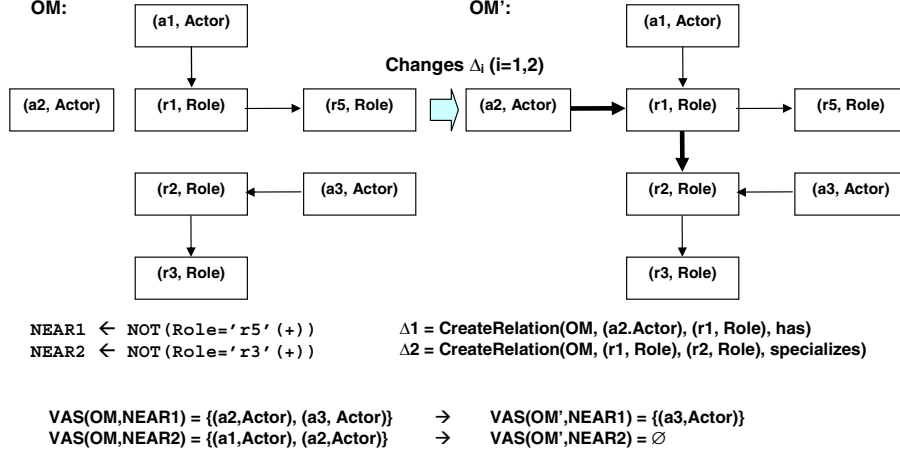 OM:
OM':
(a1, Actor)
(a1, Actor)
Changes Δi (i=1,2)
(a2, Actor)
(r1, Role)
(r5, Role)
(a2, Actor)
(r1, Role)
(r5, Role)
(r2, Role)
(a3, Actor)
(r2, Role)
(a3, Actor)
(r3, Role)
(r3, Role)
NEAR1 ← NOT(Role='r5'(+))
Δ1 = CreateRelation(OM, (a2.Actor), (r1, Role), has)
NEAR2 ← NOT(Role='r3'(+))
Δ2 = CreateRelation(OM, (r1, Role), (r2, Role), specializes)
VAS(OM,NEAR1) = {(a2,Actor), (a3, Actor)} → VAS(OM',NEAR1) = {(a3,Actor)}
VAS(OM,NEAR2) = {(a1,Actor), (a2,Actor)} → VAS(OM',NEAR2) = ∅